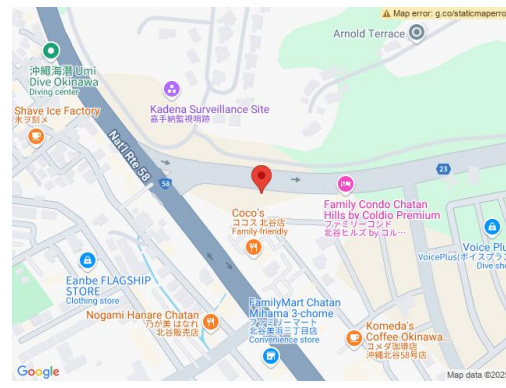 Map error: g.co/staticmaperro
Arnold Terrace
沖縄海潜 Umi
Dive Okinawa
Diving center
Kadena Surveillance Site
嘉手納監視哨跡
Shave Ice Factory
氷ヲ刻メ
Nat'l Rte 58
58
23
Family Condo Chatan
Hills by Coldio Premium
ファミリーコンド
北谷ヒルズ by コル…
Coco's
ココス 北谷店
Family-friendly
Voice Plu
VoicePlus(ボイスプラン
Dive sho
Eanbe FLAGSHIP
STORE
Clothing store
FamilyMart Chatan
Mihama 3-chome
ファミリーマート
北谷美浜三丁目店
Convenience store
Nogami Hanare Chatan
乃が美 はなれ
北谷販売店
Komeda's
Coffee Okinawa...
コメダ珈琲店
沖縄北谷58号店
Google
Map data ©2025